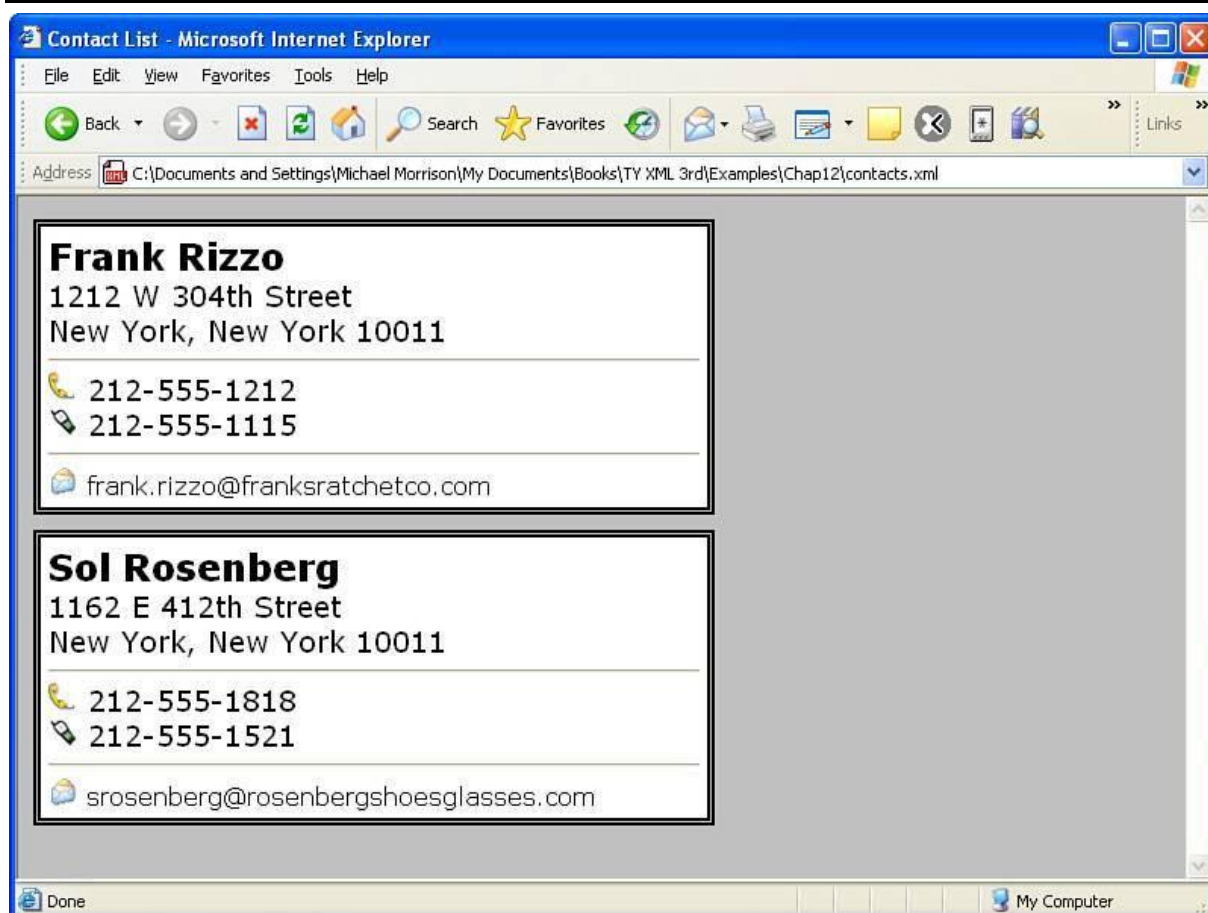 Contact List - Microsoft Internet Explorer
File Edit View Favorites Tools Help
Back Search Favorites » »
Links
Address C:\Documents and Settings\Michael Morrison\My Documents\Books\TY XML 3rd\Examples\Chap12\contacts.xml
Frank Rizzo
1212 W 304th Street
New York, New York 10011
212-555-1212
212-555-1115
frank.rizzo@franksratchetco.com
Sol Rosenberg
1162 E 412th Street
New York, New York 10011
212-555-1818
212-555-1521
srosenberg@rosenbergshoesglasses.com
Done My Computer